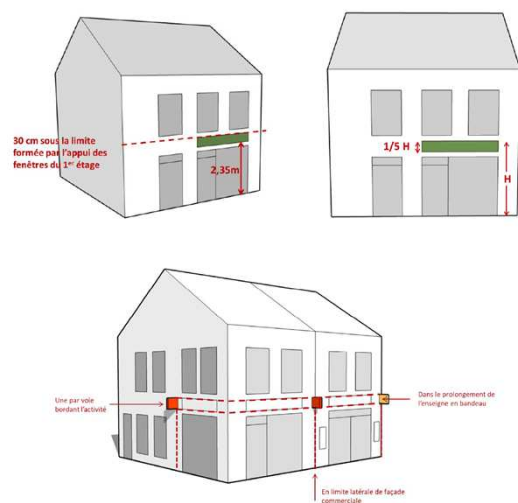 30 cm sous la limite
formée par l'appui des
fenêtres du 1er étage
2,35m
1/5 H
H
Une par voie
bordant l'activité
Dans le prolongement de
l'enseigne en bandeau
En limite latérale de façade
commerciale